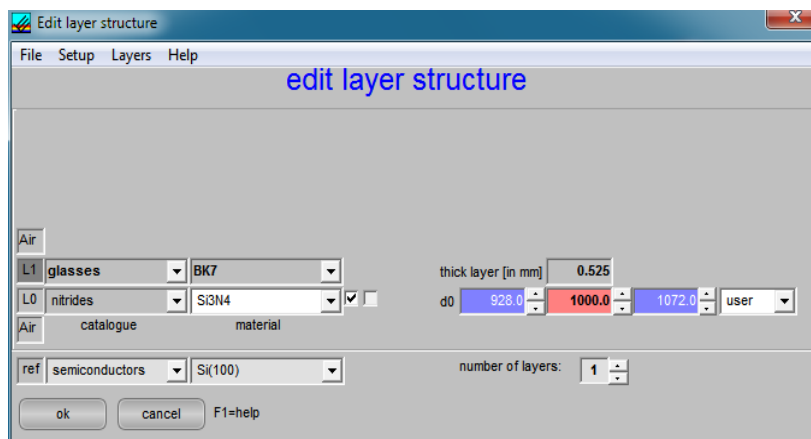 Edit layer structure
File Setup Layers Help
edit layer structure
Air
L1 glasses BK7 thick layer [in mm] 0.525
L0 nitrides Si3N4 d0 928.0 1000.0 1072.0 user
Air catalogue material
ref semiconductors Si(100) number of layers: 1
ok cancel F1=help